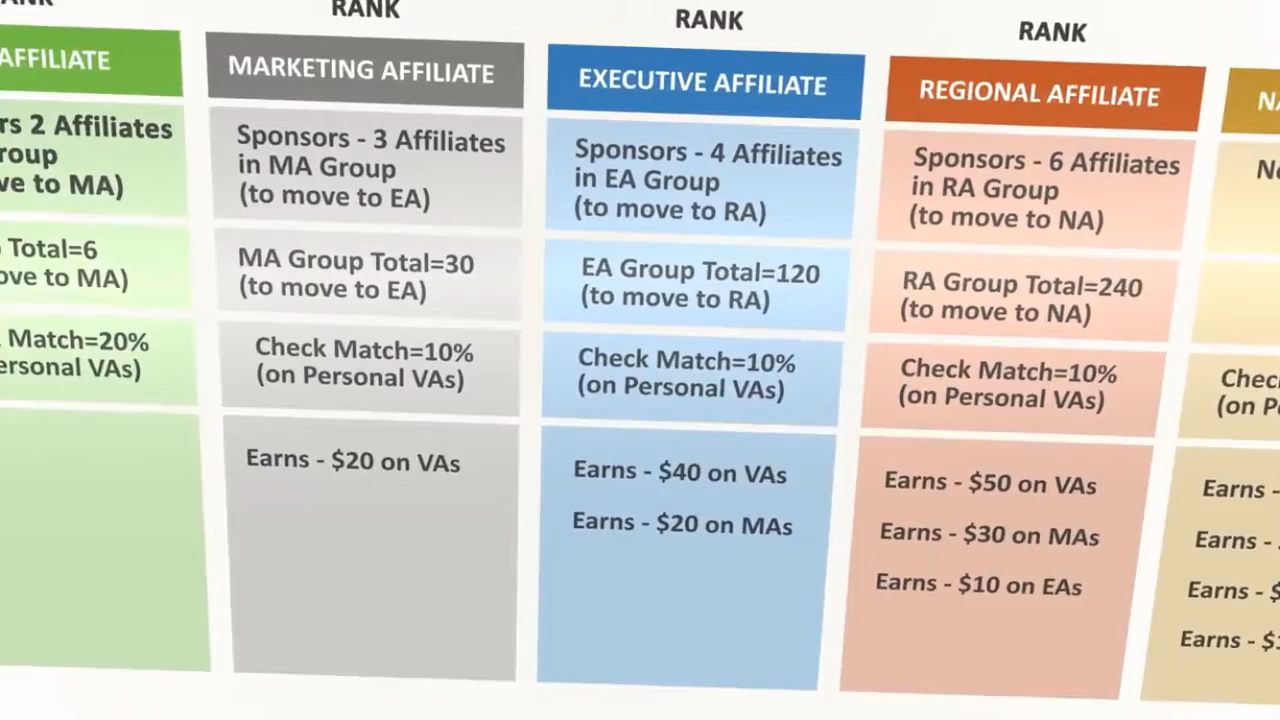 RANK
RANK
RANK
AFFILIATE
2 Affiliates
to MA)
Total=6
to MA)
Match=20%
VAs)
MARKETING AFFILIATE
Sponsors - 3 Affiliates
in MA Group
(to move to EA)
MA Group Total=30
(to move to EA)
Check Match=10%
(on Personal VAs)
Earns - $20 on VAs
EXECUTIVE AFFILIATE
Sponsors - 4 Affiliates
in EA Group
(to move to RA)
EA Group Total=120
(to move to RA)
Check Match=10%
(on Personal VAs)
Earns - $40 on VAs
Earns - $20 on MAs
REGIONAL AFFILIATE
Sponsors - 6 Affiliates
in RA Group
(to move to NA)
RA Group Total=240
(to move to NA)
Check Match=10%
(on Personal VAs)
Earns - $50 on VAs
Earns - $30 on MAs
Earns - $10 on EAs
(on
Earns -
Earns -
Earns -
Earns -